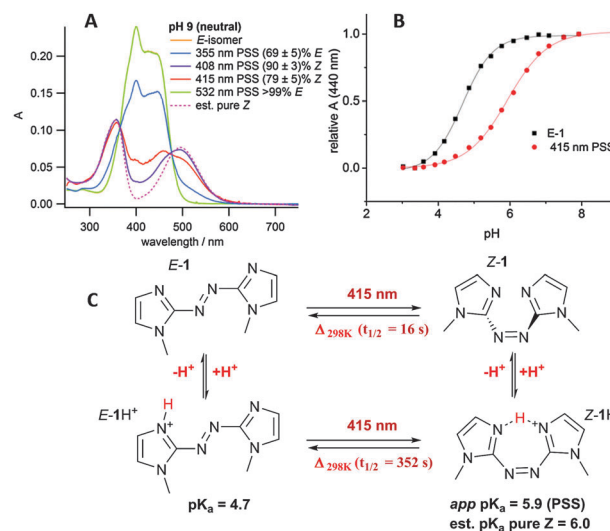 A
pH 9 (neutral)
E-isomer
355 nm PSS (69 ± 5)% E
408 nm PSS (90 ± 3)% Z
415 nm PSS (79 ± 5)% Z
532 nm PSS >99% E
est. pure Z
A
0.20
0.15
0.10
0.05
0.00
300 400 500 600 700
wavelength / nm
B
relative A (440 nm)
1.0
0.5
0.0
E-1
415 nm PSS
2 4 6 8
pH
C
E-1
N
N
N
N
N
N
415 nm
Δ298K (t1/2 = 16 s)
Z-1
N
N
N
N
N=N
-H+ +H+
-H+ +H+
E-1H+
H
N+
N
N
N
N
N
415 nm
Δ298K (t1/2 = 352 s)
Z-1H
H
N
N+
N
N
N=N
pKa = 4.7
app pKa = 5.9 (PSS)
est. pKa pure Z = 6.0